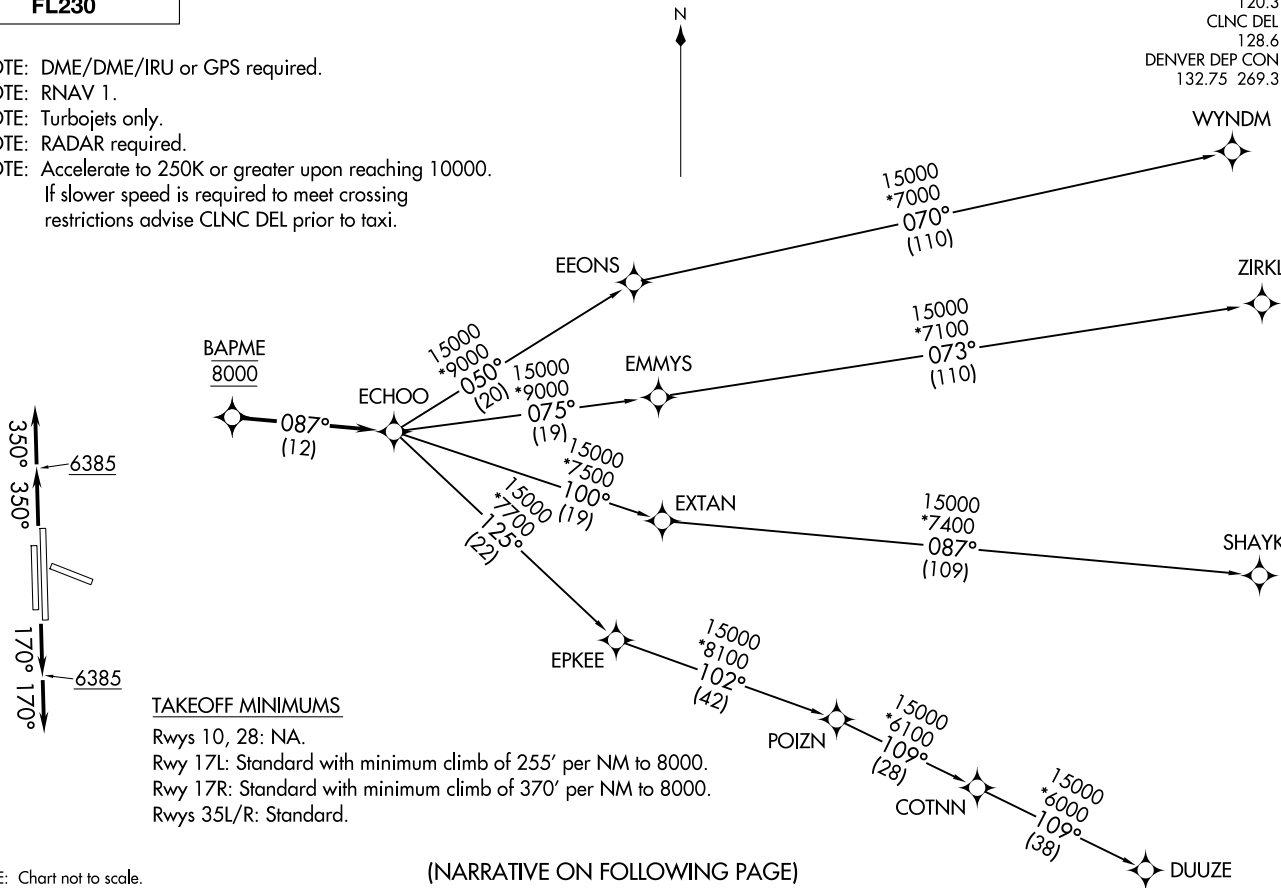 FL230
120.3
CLNC DEL
128.6
DENVER DEP CON
132.75 269.3
N
OTE: DME/DME/IRU or GPS required.
OTE: RNAV 1.
OTE: Turbojets only.
OTE: RADAR required.
OTE: Accelerate to 250K or greater upon reaching 10000.
If slower speed is required to meet crossing
restrictions advise CLNC DEL prior to taxi.
WYNDM
15000
*7000
070°
(110)
EEONS
ZIRKL
15000
*7100
073°
(110)
15000
*9000
050°
(20)
BAPME
8000
15000
*9000
075°
(19)
EMMYS
ECHOO
087°
(12)
350°
6385
350°
15000
*7500
100°
(19)
EXTAN
15000
*7700
125°
(22)
15000
*7400
087°
(109)
SHAYK
170°
6385
170°
EPKEE
15000
*8100
102°
(42)
POIZN
15000
*6100
109°
(28)
COTNN
15000
*6000
109°
(38)
DUUZE
TAKEOFF MINIMUMS
Rwys 10, 28: NA.
Rwy 17L: Standard with minimum climb of 255' per NM to 8000.
Rwy 17R: Standard with minimum climb of 370' per NM to 8000.
Rwys 35L/R: Standard.
E: Chart not to scale.
(NARRATIVE ON FOLLOWING PAGE)